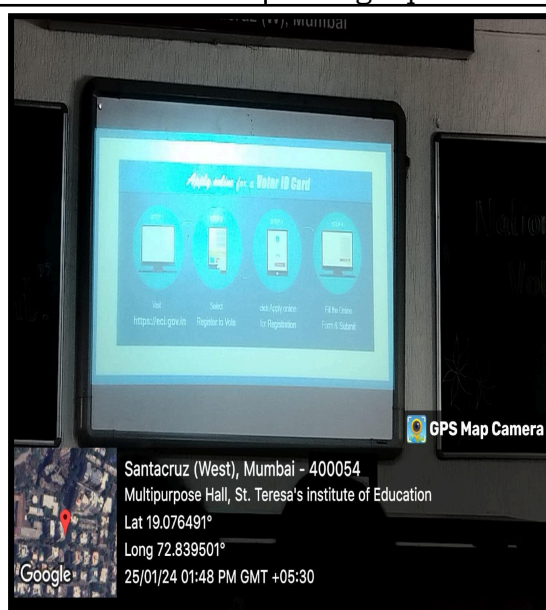 (W), Mumbai
Apply online for a Voter ID Card
Visit
https://eci.gov.in
Select
Register to Vote
click Apply online
for Registration
Fill the Online
Form & Submit
GPS Map Camera
Santacruz (West), Mumbai - 400054
Multipurpose Hall, St. Teresa's institute of Education
Lat 19.076491°
Long 72.839501°
25/01/24 01:48 PM GMT +05:30
Google